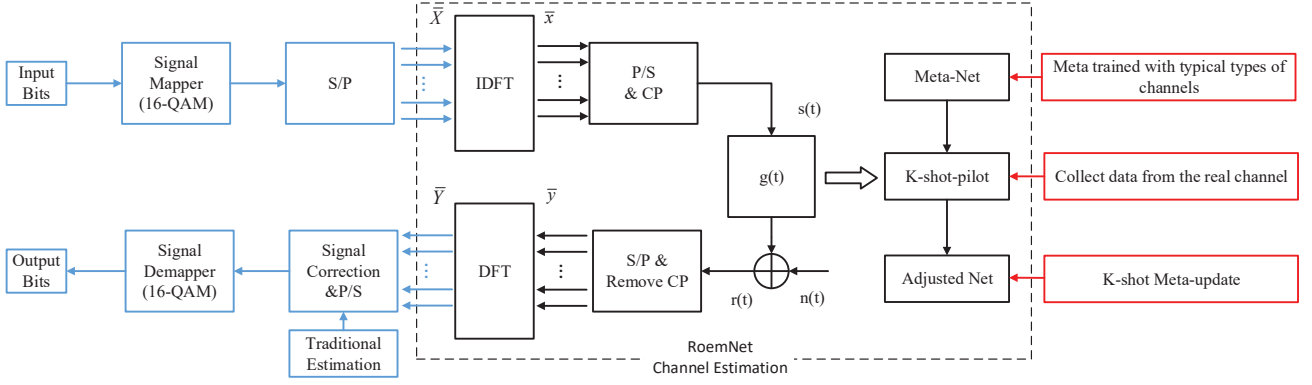 Input
Bits
Signal
Mapper
(16-QAM)
S/P
X̅
IDFT
x̅
P/S
& CP
s(t)
g(t)
Meta-Net
Meta trained with typical types of
channels
K-shot-pilot
Collect data from the real channel
Output
Bits
Signal
Demapper
(16-QAM)
Signal
Correction
&P/S
Traditional
Estimation
Y̅
DFT
y̅
S/P &
Remove CP
r(t)
n(t)
Adjusted Net
K-shot Meta-update
RoemNet
Channel Estimation